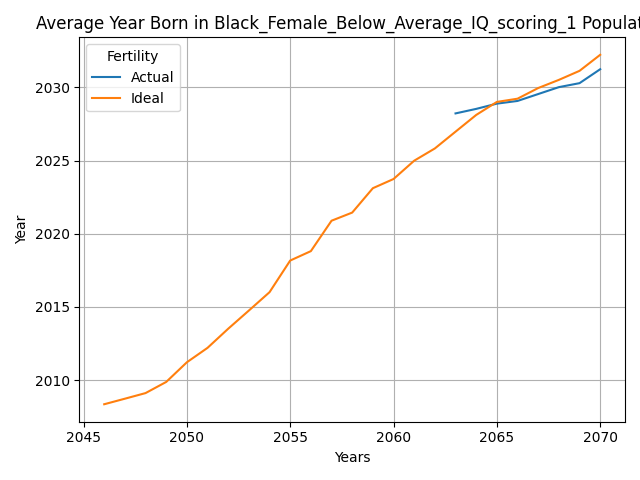 Average Year Born in Black_Female_Below_Average_IQ_scoring_1 Populat
Fertility
Actual
Ideal
2030
2025
2020
2015
2010
Year
2045 2050 2055 2060 2065 2070
Years